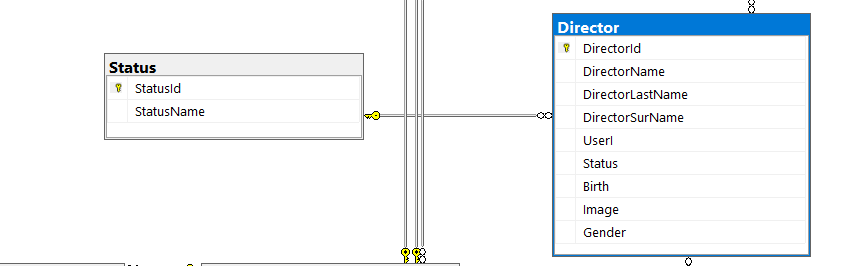 Status
StatusId
StatusName
Director
DirectorId
DirectorName
DirectorLastName
DirectorSurName
UserI
Status
Birth
Image
Gender